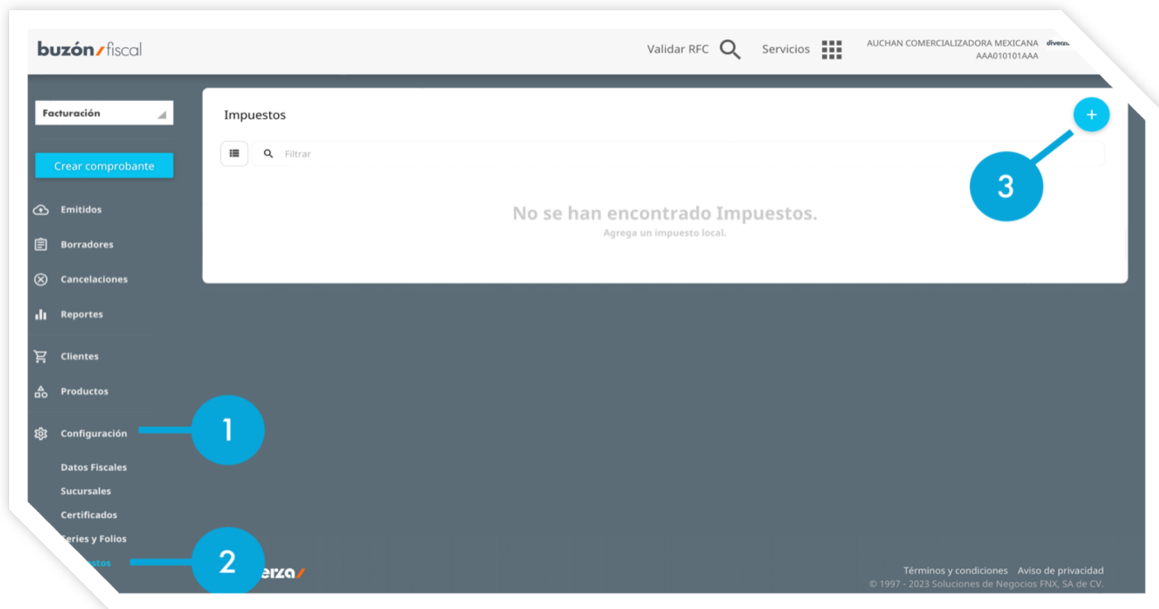 buzón/fiscal
Validar RFC
Servicios
AUCHAN COMERCIALIZADORA MEXICANA
AAA010101AAA
Facturación
Crear comprobante
Emitidos
Borradores
Cancelaciones
Reportes
Clientes
Productos
Configuración
Datos Fiscales
Sucursales
Certificados
Series y Folios
Impuestos
+
Filtrar
No se han encontrado Impuestos.
Agrega un impuesto local.
3
1
2
Términos y condiciones Aviso de privacidad
© 1997 - 2023 Soluciones de Negocios FNX, SA de CV.